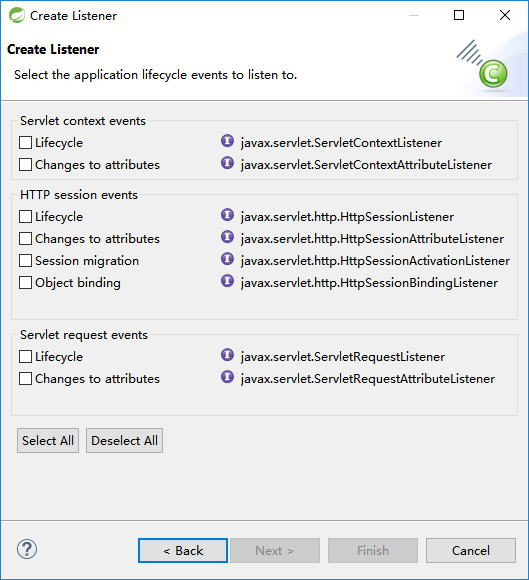 Create Listener
Create Listener
Select the application lifecycle events to listen to.
Servlet context events
Lifecycle javax.servlet.ServletContextListener
Changes to attributes javax.servlet.ServletContextAttributeListener
HTTP session events
Lifecycle javax.servlet.http.HttpSessionListener
Changes to attributes javax.servlet.http.HttpSessionAttributeListener
Session migration javax.servlet.http.HttpSessionActivationListener
Object binding javax.servlet.http.HttpSessionBindingListener
Servlet request events
Lifecycle javax.servlet.ServletRequestListener
Changes to attributes javax.servlet.ServletRequestAttributeListener
Select All Deselect All
< Back Next > Finish Cancel